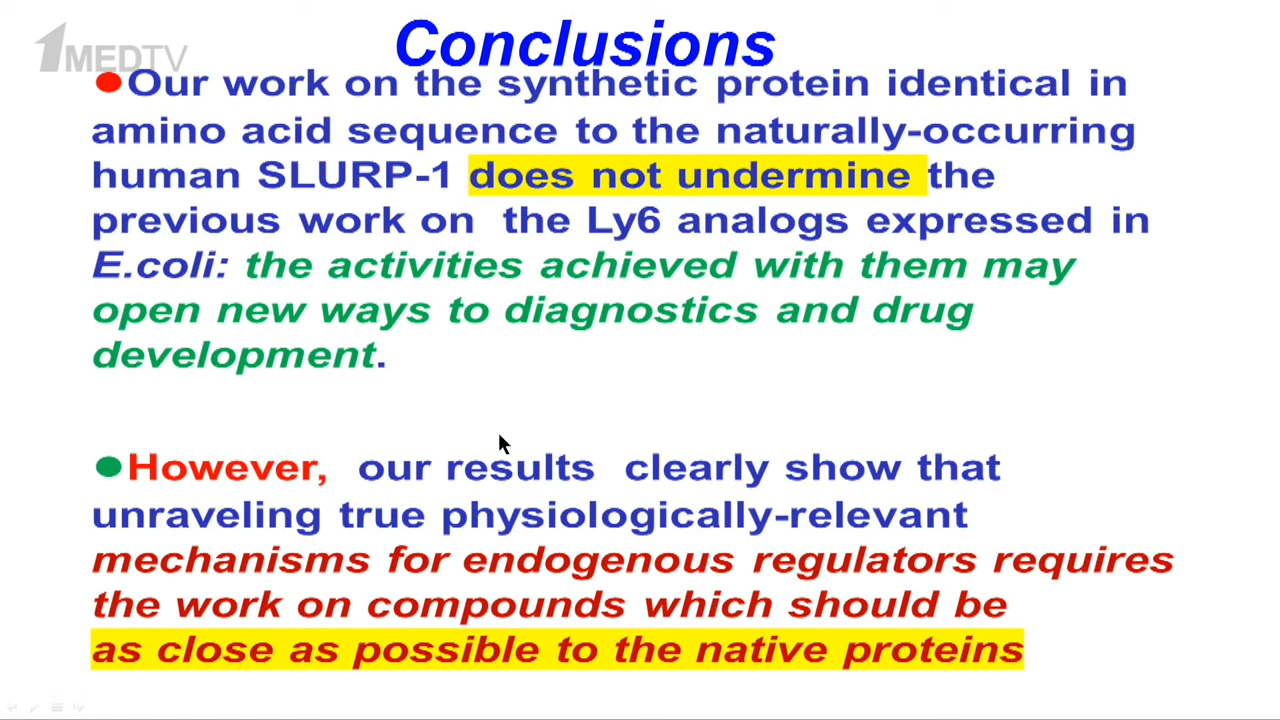 1MEDTV
Conclusions
Our work on the synthetic protein identical in
amino acid sequence to the naturally-occurring
human SLURP-1 does not undermine the
previous work on the Ly6 analogs expressed in
E.coli: the activities achieved with them may
open new ways to diagnostics and drug
development.
However, our results clearly show that
unraveling true physiologically-relevant
mechanisms for endogenous regulators requires
the work on compounds which should be
as close as possible to the native proteins